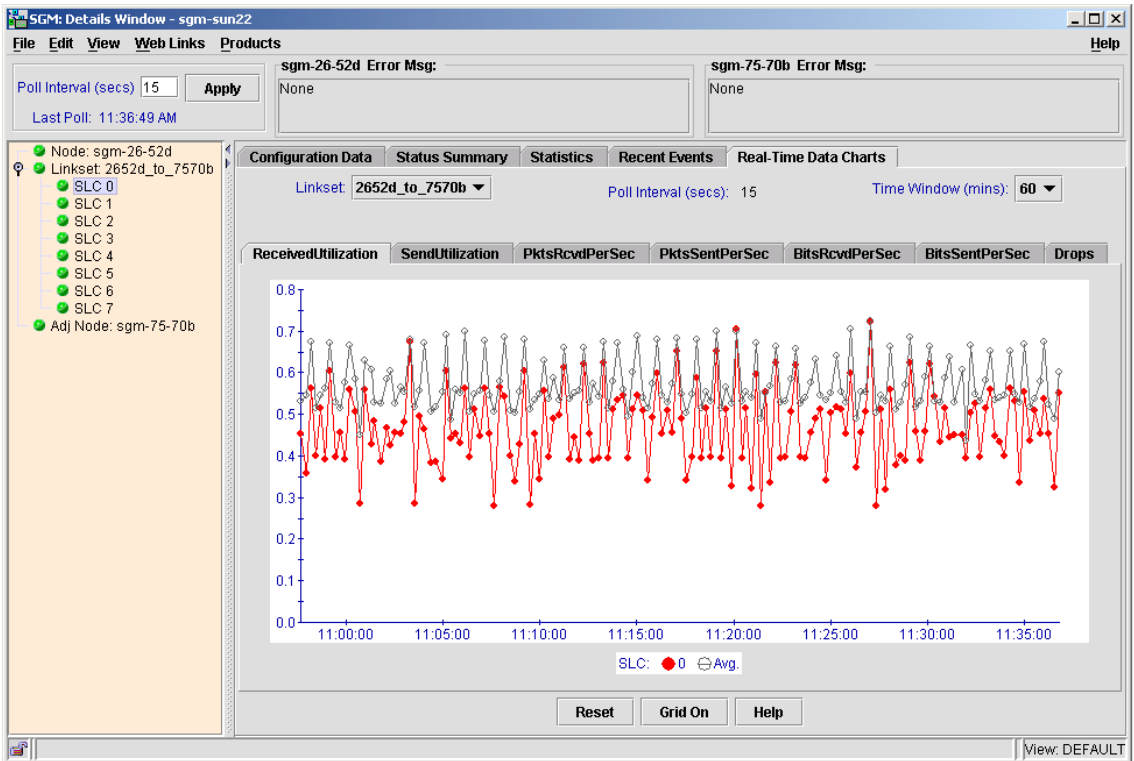 SGM: Details Window - sgm-sun22
File Edit View Web Links Products Help
Poll Interval (secs) 15 Apply
Last Poll: 11:36:49 AM
sgm-26-52d Error Msg:
None
sgm-75-70b Error Msg:
None
Node: sgm-26-52d
Linkset: 2652d_to_7570b
SLC 0
SLC 1
SLC 2
SLC 3
SLC 4
SLC 5
SLC 6
SLC 7
Adj Node: sgm-75-70b
Configuration Data Status Summary Statistics Recent Events Real-Time Data Charts
Linkset: 2652d_to_7570b Poll Interval (secs): 15 Time Window (mins): 60
ReceivedUtilization SendUtilization PktsRcvdPerSec PktsSentPerSec BitsRcvdPerSec BitsSentPerSec Drops
0.8
0.7
0.6
0.5
0.4
0.3
0.2
0.1
0.0
11:00:00 11:05:00 11:10:00 11:15:00 11:20:00 11:25:00 11:30:00 11:35:00
SLC: 0 Avg.
Reset Grid On Help
View: DEFAULT